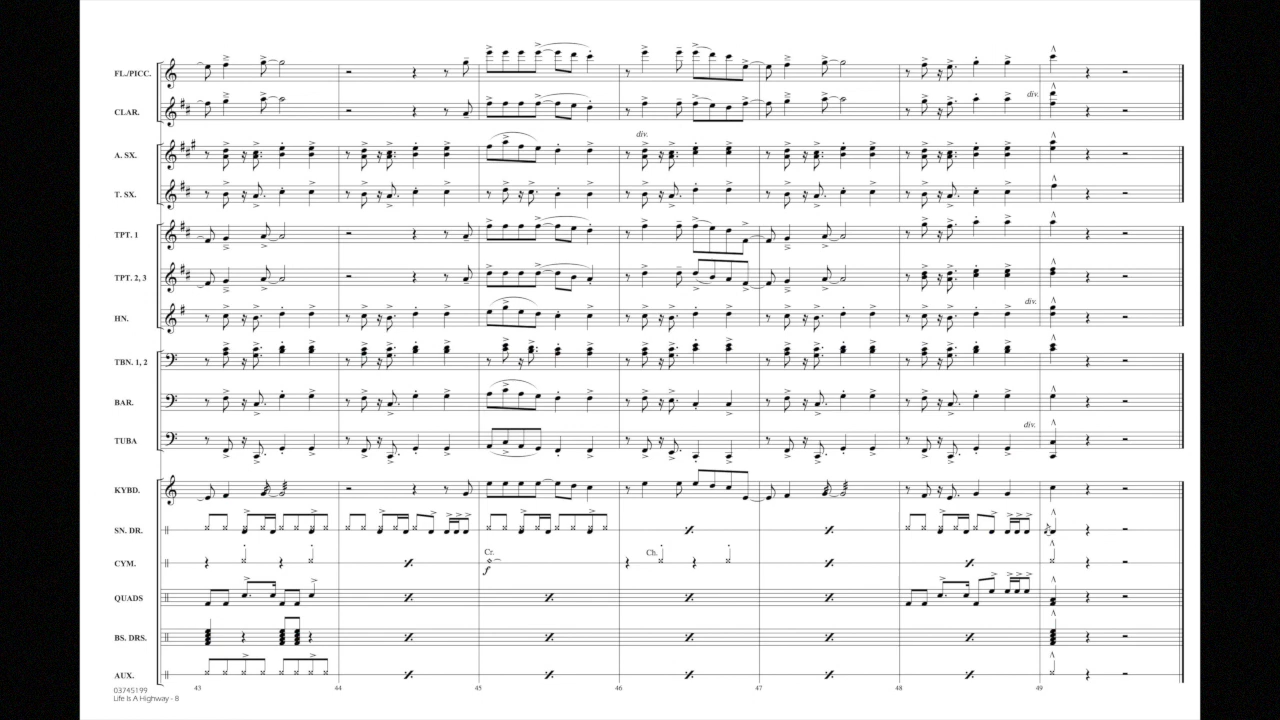 FL./PICC.
CLAR.
div.
A. SX.
div.
T. SX.
TPT. 1
TPT. 2, 3
HN.
div.
TBN. 1, 2
BAR.
TUBA
div.
KYBD.
SN. DR.
CYM.
Cr.
f
Ch.
QUADS
BS. DRS.
AUX.
43 44 45 46 47 48 49
03745199
Life Is A Highway - 8